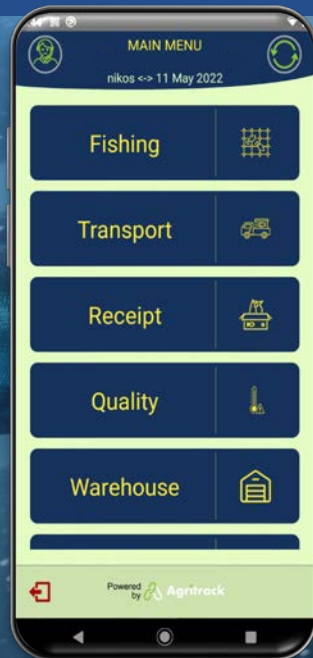 MAIN MENU
nikos <-> 11 May 2022
Fishing
Transport
Receipt
Quality
Warehouse
Powered
by Agritrack